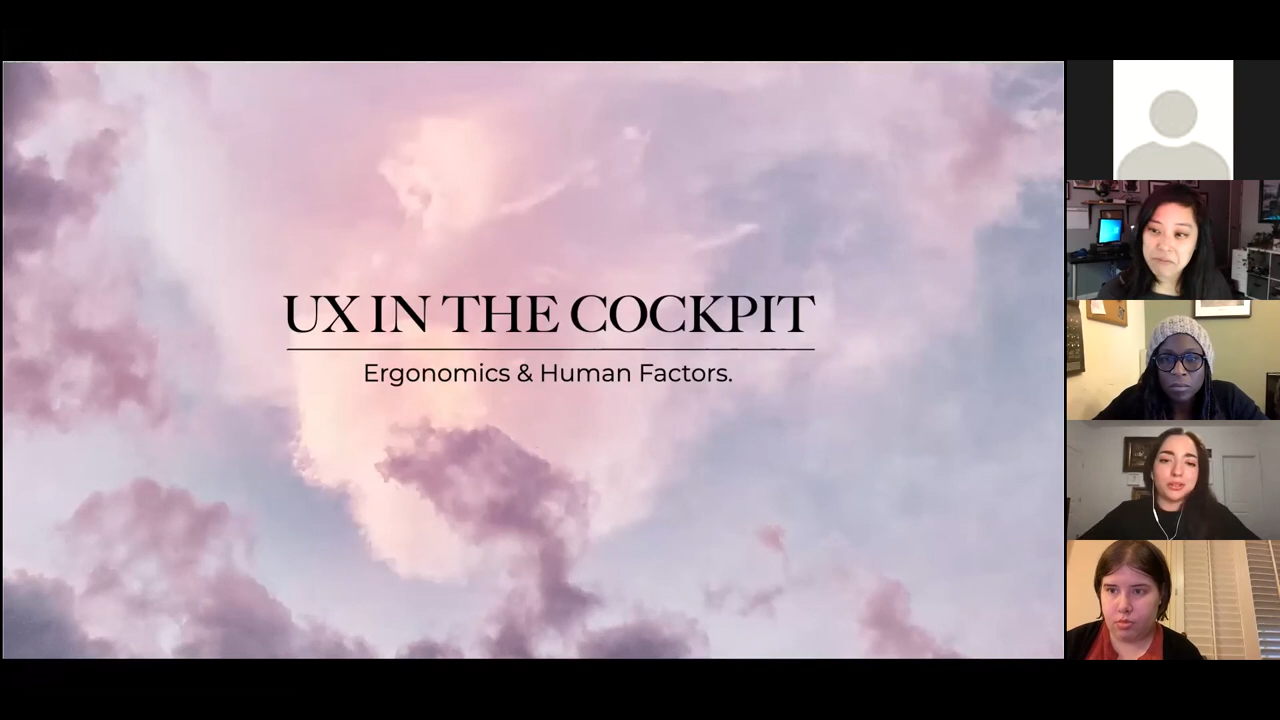 UX IN THE COCKPIT
Ergonomics & Human Factors.